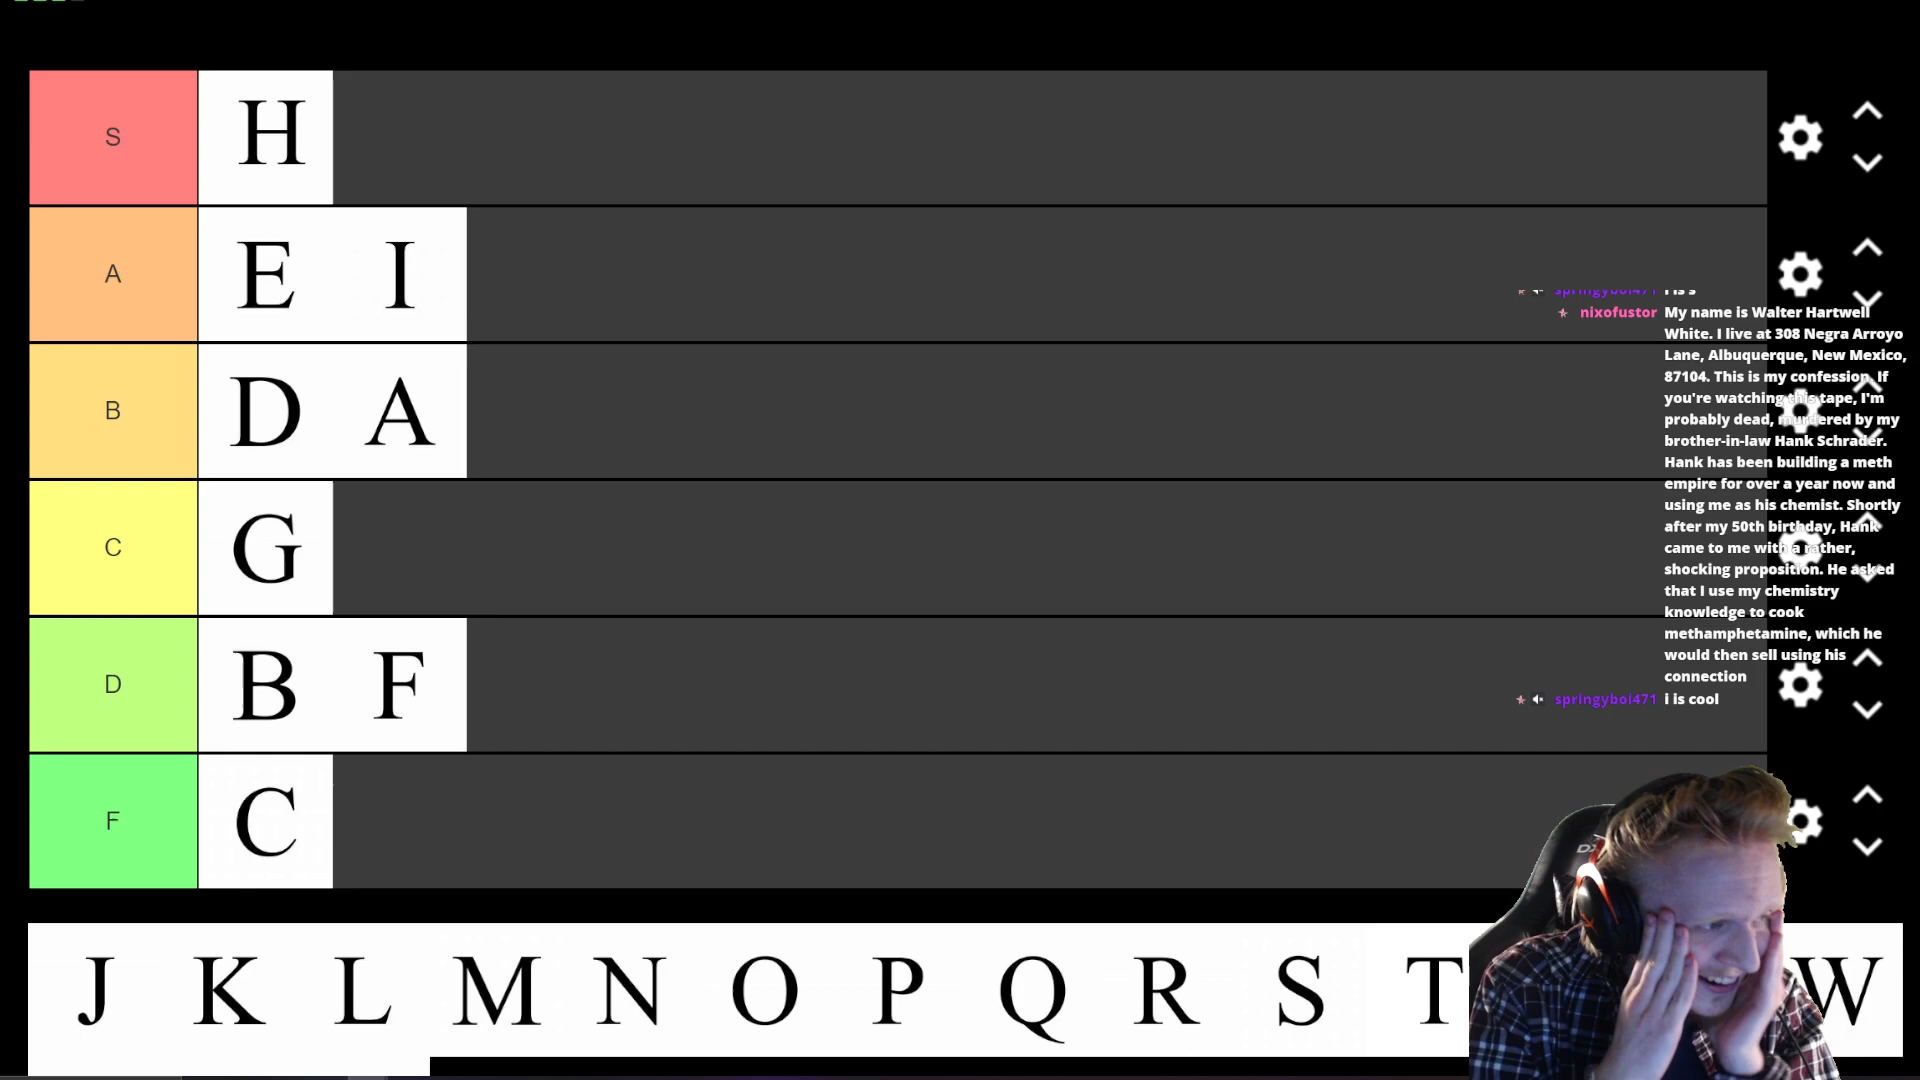 S
H
A
E I
B
D A
C
G
D
B F
F
C
springyboi471 I is s
nixofustor My name is Walter Hartwell
White. I live at 308 Negra Arroyo
Lane, Albuquerque, New Mexico,
87104. This is my confession. If
you're watching this tape, I'm
probably dead, murdered by my
brother-in-law Hank Schrader.
Hank has been building a meth
empire for over a year now and
using me as his chemist. Shortly
after my 50th birthday, Hank
came to me with a rather,
shocking proposition. He asked
that I use my chemistry
knowledge to cook
methamphetamine, which he
would then sell using his
connection
springyboi471 i is cool
J K L M N O P Q R S T W